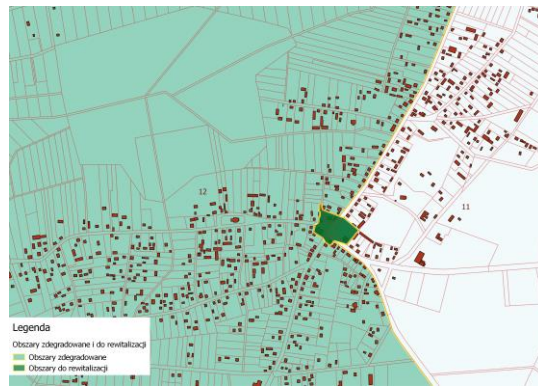 12
11
Legenda
Obszary zdegradowane i do rewitalizacji
Obszary zdegradowane
Obszary do rewitalizacji